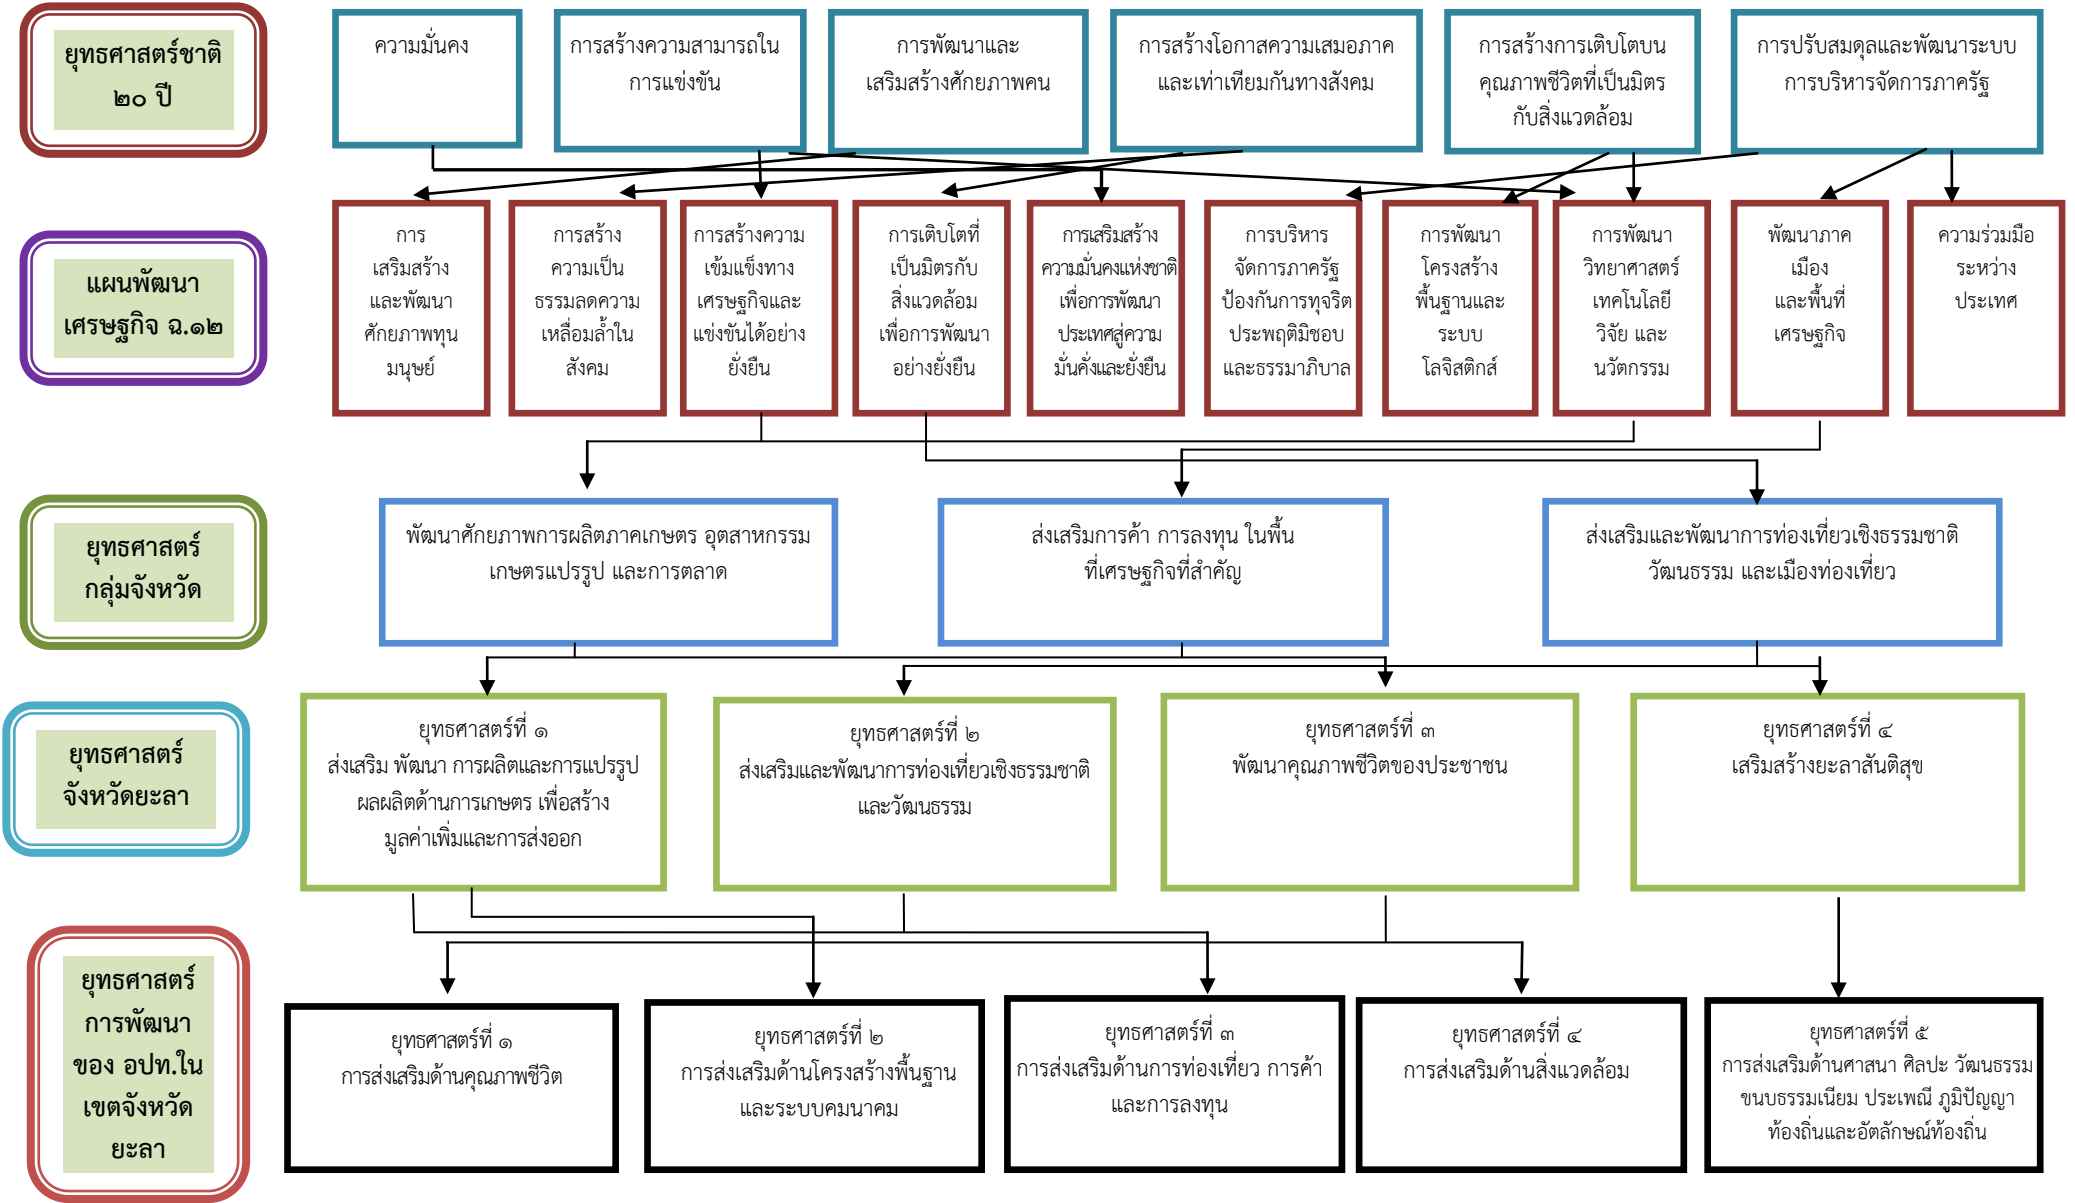 ยุทธศาสตร์ชาติ
๒๐ ปี
ความมั่นคง
การสร้างความสามารถใน
การแข่งขัน
การพัฒนาและ
เสริมสร้างศักยภาพคน
การสร้างโอกาสความเสมอภาค
และเท่าเทียมกันทางสังคม
การสร้างการเติบโตบน
คุณภาพชีวิตที่เป็นมิตร
กับสิ่งแวดล้อม
การปรับสมดุลและพัฒนาระบบ
การบริหารจัดการภาครัฐ
แผนพัฒนา
เศรษฐกิจ ฉ.๑๒
การ
เสริมสร้าง
และพัฒนา
ศักยภาพทุน
มนุษย์
การสร้าง
ความเป็น
ธรรมลดความ
เหลื่อมล้ำใน
สังคม
การสร้างความ
เข้มแข็งทาง
เศรษฐกิจและ
แข่งขันได้อย่าง
ยั่งยืน
การเติบโตที่
เป็นมิตรกับ
สิ่งแวดล้อม
เพื่อการพัฒนา
อย่างยั่งยืน
การเสริมสร้าง
ความมั่นคงแห่งชาติ
เพื่อการพัฒนา
ประเทศสู่ความ
มั่นคั่งและยั่งยืน
การบริหาร
จัดการภาครัฐ
ป้องกันการทุจริต
ประพฤติมิชอบ
และธรรมาภิบาล
การพัฒนา
โครงสร้าง
พื้นฐานและ
ระบบ
โลจิสติกส์
การพัฒนา
วิทยาศาสตร์
เทคโนโลยี
วิจัย และ
นวัตกรรม
พัฒนาภาค
เมือง
และพื้นที่
เศรษฐกิจ
ความร่วมมือ
ระหว่าง
ประเทศ
ยุทธศาสตร์
กลุ่มจังหวัด
พัฒนาศักยภาพการผลิตภาคเกษตร อุตสาหกรรม
เกษตรแปรรูป และการตลาด
ส่งเสริมการค้า การลงทุน ในพื้น
ที่เศรษฐกิจที่สำคัญ
ส่งเสริมและพัฒนาการท่องเที่ยวเชิงธรรมชาติ
วัฒนธรรม และเมืองท่องเที่ยว
ยุทธศาสตร์
จังหวัดยะลา
ยุทธศาสตร์ที่ ๑
ส่งเสริม พัฒนา การผลิตและการแปรรูป
ผลผลิตด้านการเกษตร เพื่อสร้าง
มูลค่าเพิ่มและการส่งออก
ยุทธศาสตร์ที่ ๒
ส่งเสริมและพัฒนาการท่องเที่ยวเชิงธรรมชาติ
และวัฒนธรรม
ยุทธศาสตร์ที่ ๓
พัฒนาคุณภาพชีวิตของประชาชน
ยุทธศาสตร์ที่ ๔
เสริมสร้างยะลาสันติสุข
ยุทธศาสตร์
การพัฒนา
ของ อปท.ใน
เขตจังหวัด
ยะลา
ยุทธศาสตร์ที่ ๑
การส่งเสริมด้านคุณภาพชีวิต
ยุทธศาสตร์ที่ ๒
การส่งเสริมด้านโครงสร้างพื้นฐาน
และระบบคมนาคม
ยุทธศาสตร์ที่ ๓
การส่งเสริมด้านการท่องเที่ยว การค้า
และการลงทุน
ยุทธศาสตร์ที่ ๔
การส่งเสริมด้านสิ่งแวดล้อม
ยุทธศาสตร์ที่ ๕
การส่งเสริมด้านศาสนา ศิลปะ วัฒนธรรม
ขนบธรรมเนียม ประเพณี ภูมิปัญญา
ท้องถิ่นและอัตลักษณ์ท้องถิ่น